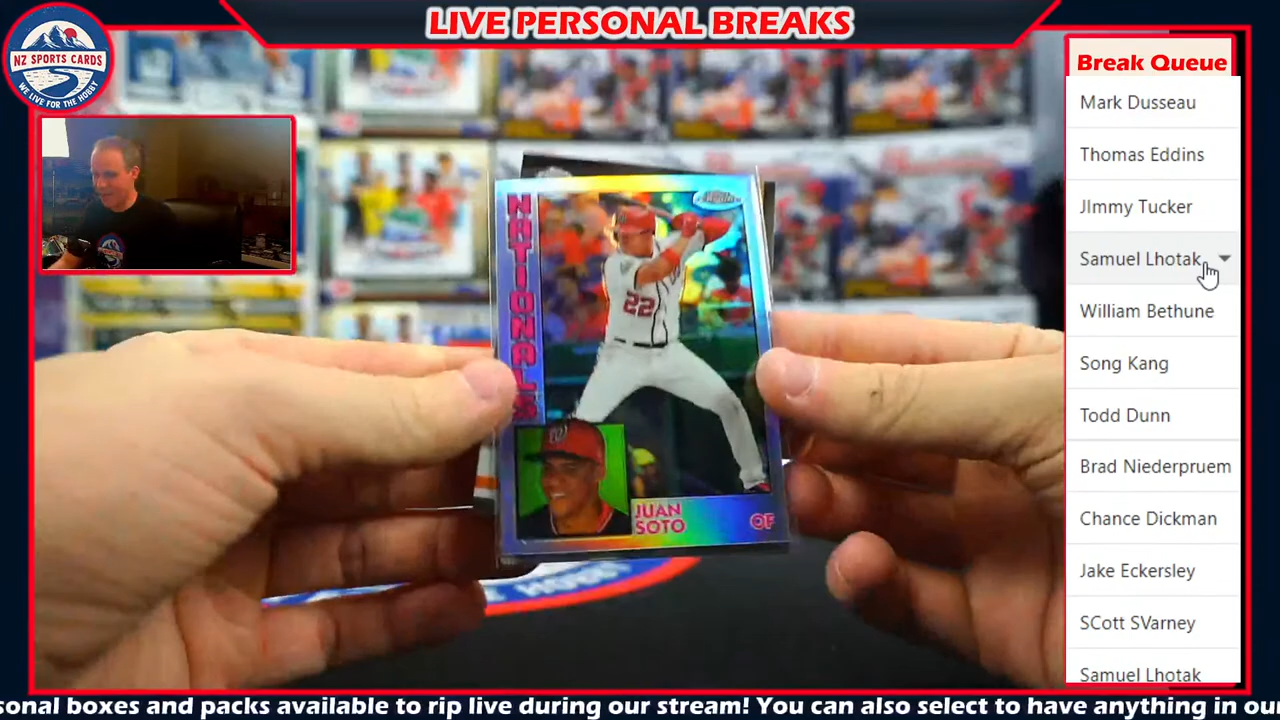 LIVE PERSONAL BREAKS
NZ SPORTS CARDS
WE LIVE FOR THE HOBBY
Break Queue
Mark Dusseau
Thomas Eddins
JImmy Tucker
Samuel Lhotak
William Bethune
Song Kang
Todd Dunn
Brad Niederpruem
Chance Dickman
Jake Eckersley
SCott SVarney
Samuel Lhotak
NATIONALS
22
JUAN
SOTO
OF
HOBBY
sonal boxes and packs available to rip live during our stream! You can also select to have anything in ou